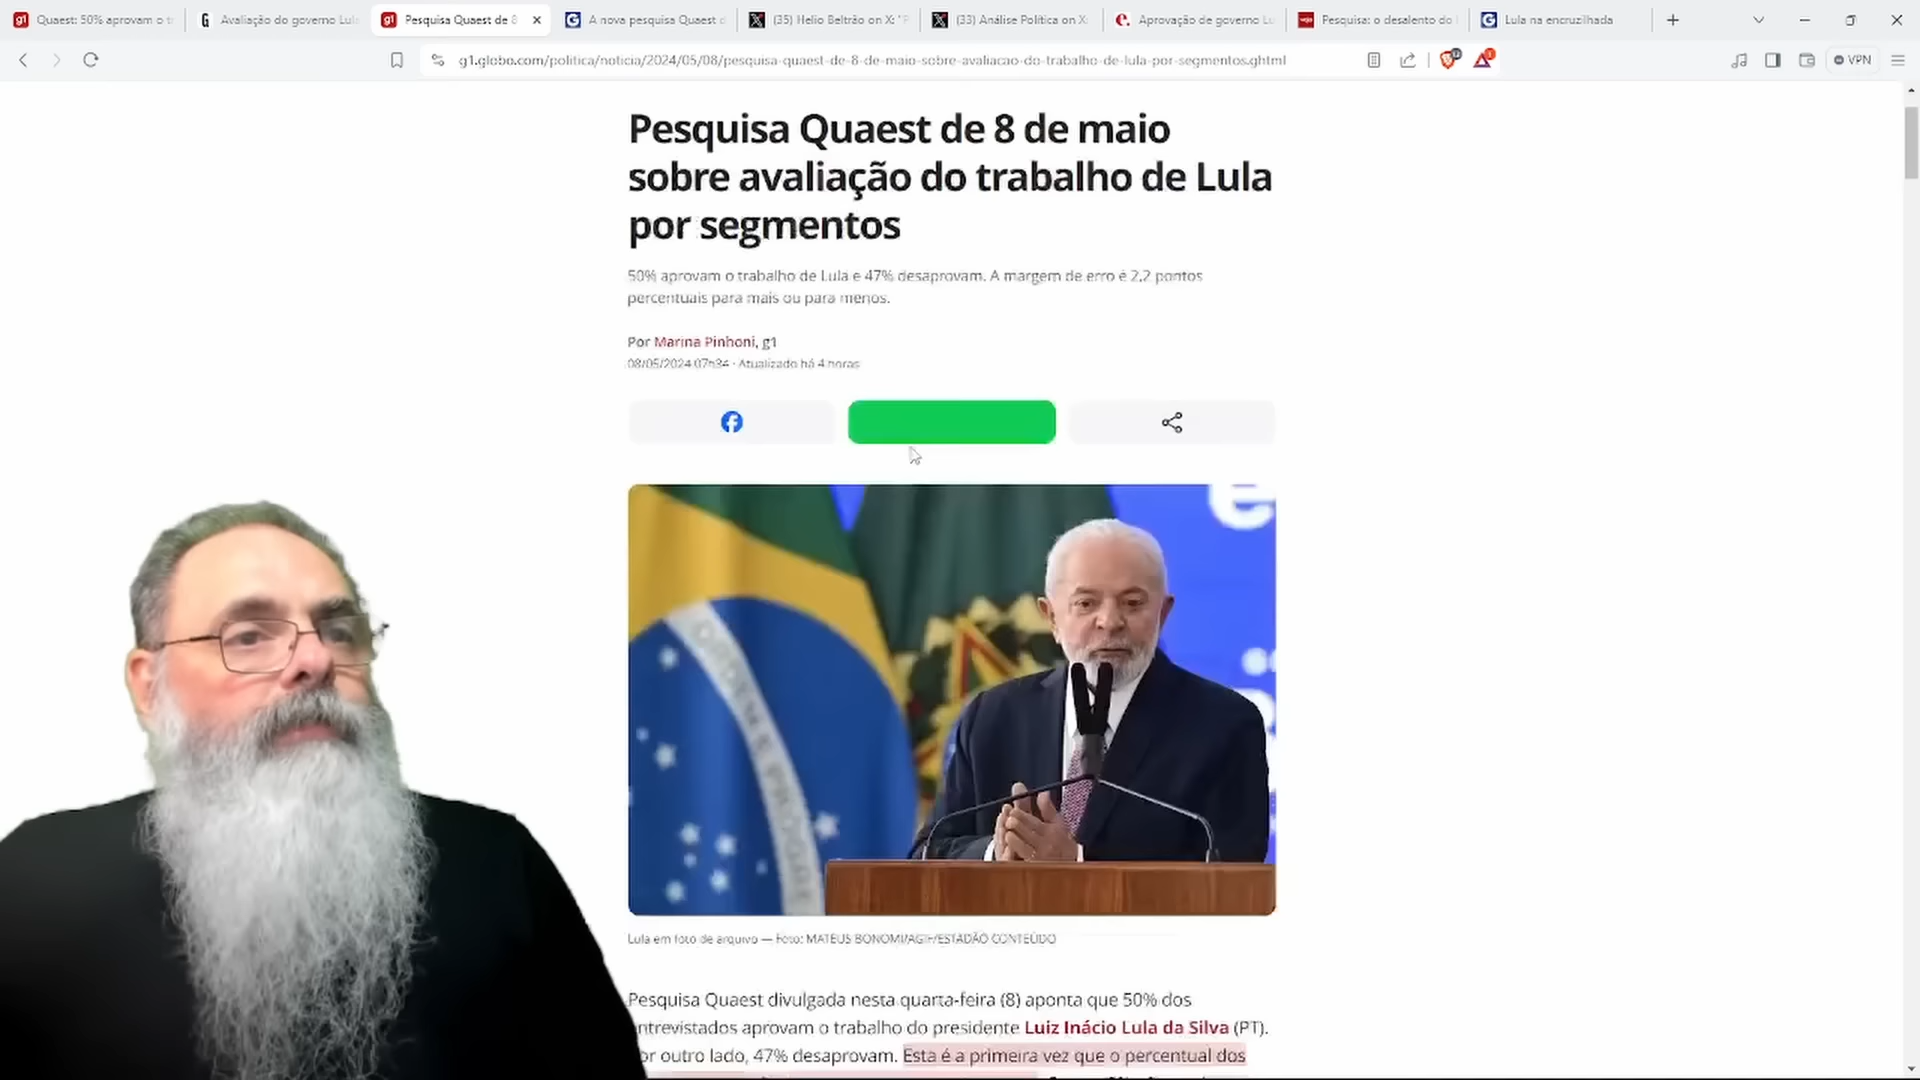 g1 Quaest: 50% aprovam o t
Avaliação do governo Lula
g1 Pesquisa Quaest de 8
A nova pesquisa Quaest d
(35) Helio Beltrão on X: "P
(33) Análise Política on X:
Aprovação de governo Lu
Pesquisa: o desalento do
Lula na encruzilhada
g1.globo.com/politica/noticia/2024/05/08/pesquisa-quaest-de-8-de-maio-sobre-avaliacao-do-trabalho-de-lula-por-segmentos.ghtml
VPN
Pesquisa Quaest de 8 de maio
sobre avaliação do trabalho de Lula
por segmentos
50% aprovam o trabalho de Lula e 47% desaprovam. A margem de erro é 2,2 pontos
percentuais para mais ou para menos.
Por Marina Pinhoni, g1
08/05/2024 07h34 · Atualizado há 4 horas
Lula em foto de arquivo — Foto: MATEUS BONOMI/AGIF/ESTADÃO CONTEÚDO
Pesquisa Quaest divulgada nesta quarta-feira (8) aponta que 50% dos
ntrevistados aprovam o trabalho do presidente Luiz Inácio Lula da Silva (PT).
or outro lado, 47% desaprovam. Esta é a primeira vez que o percentual dos